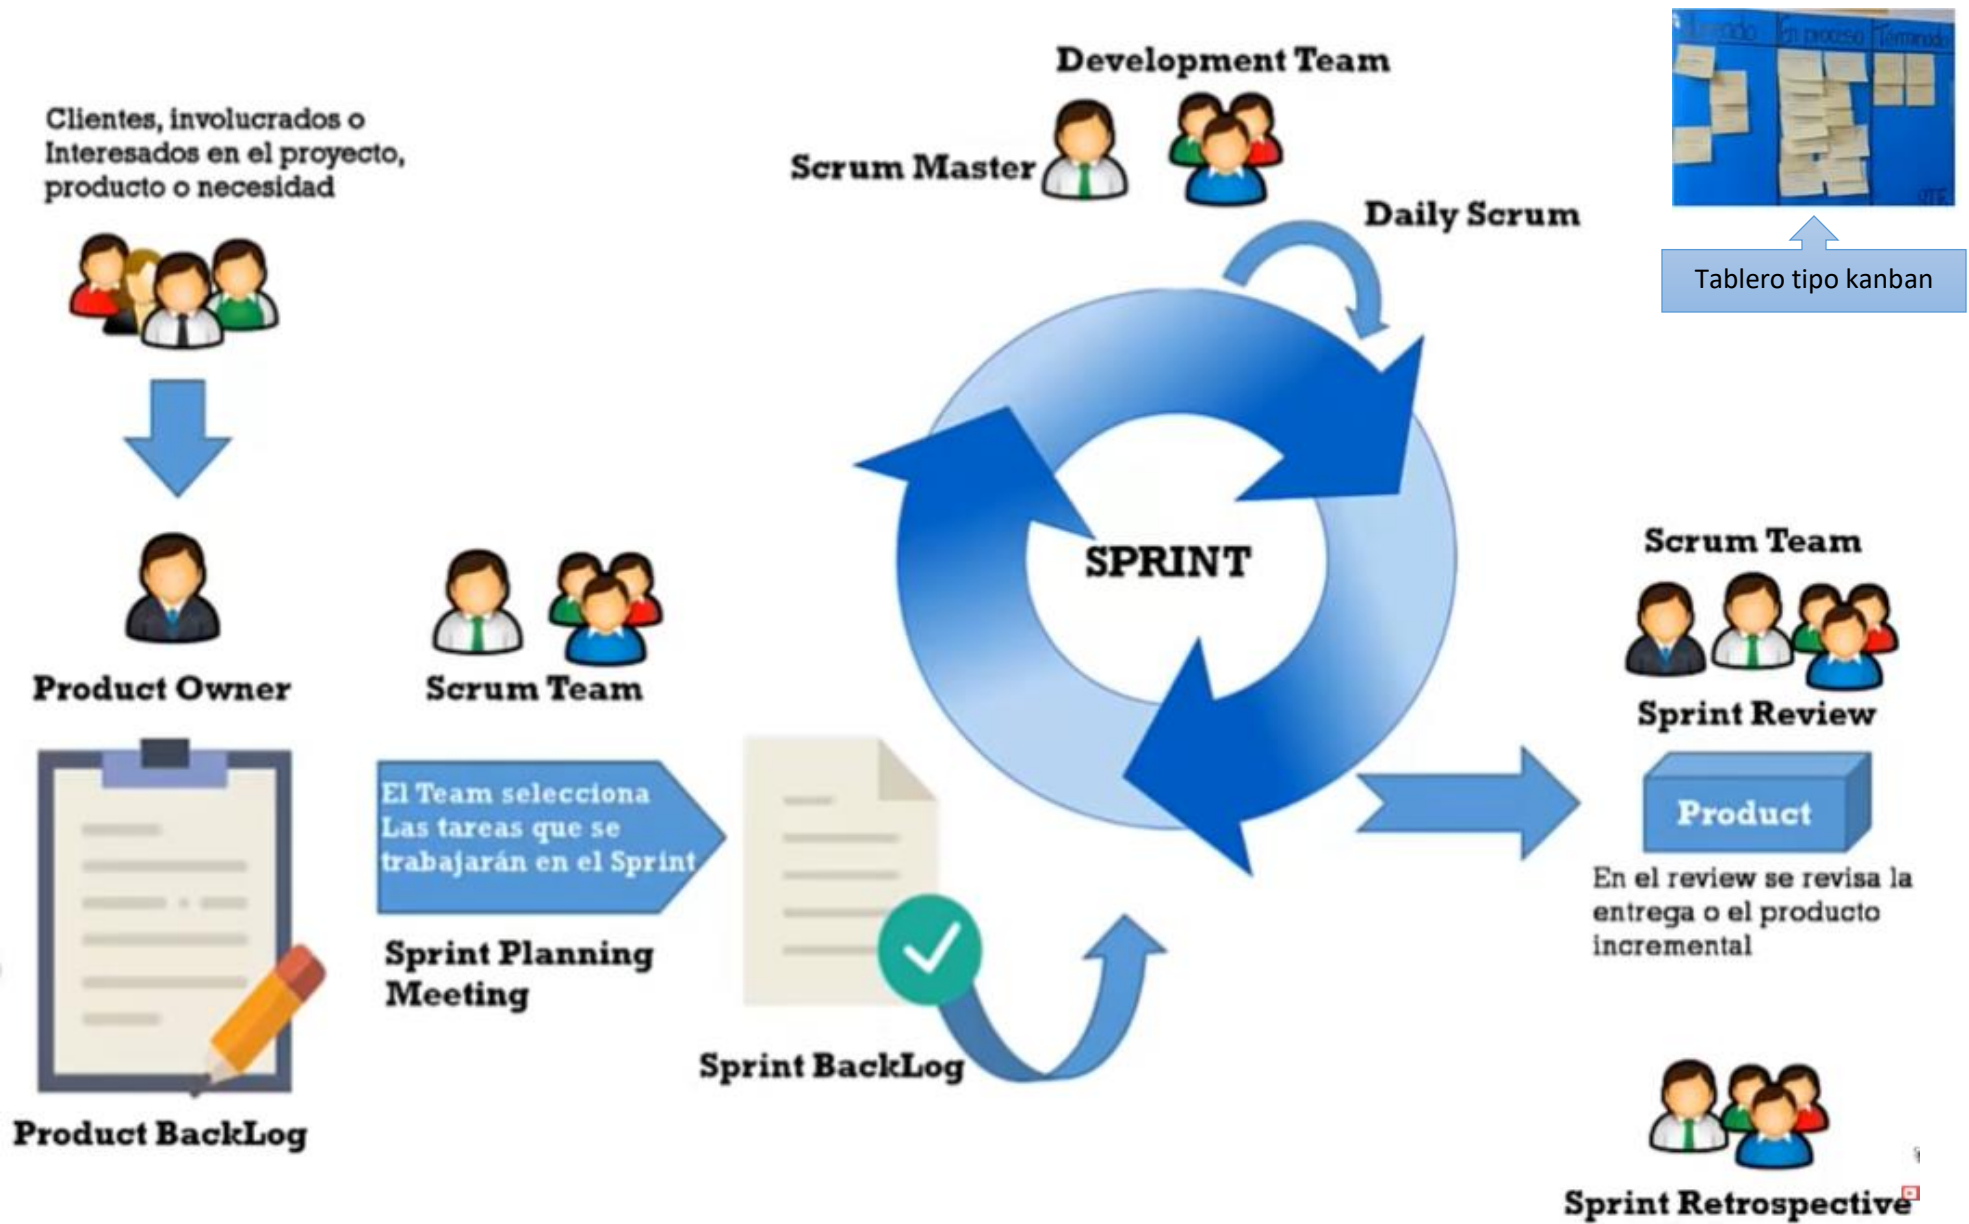 Clientes, involucrados o
Interesados en el proyecto,
producto o necesidad
Product Owner
Product BackLog
Scrum Team
El Team selecciona
Las tareas que se
trabajarán en el Sprint
Sprint Planning
Meeting
Sprint BackLog
Development Team
Scrum Master
Daily Scrum
SPRINT
En proceso
Terminado
Tablero tipo kanban
Scrum Team
Sprint Review
Product
En el review se revisa la
entrega o el producto
incremental
Sprint Retrospective